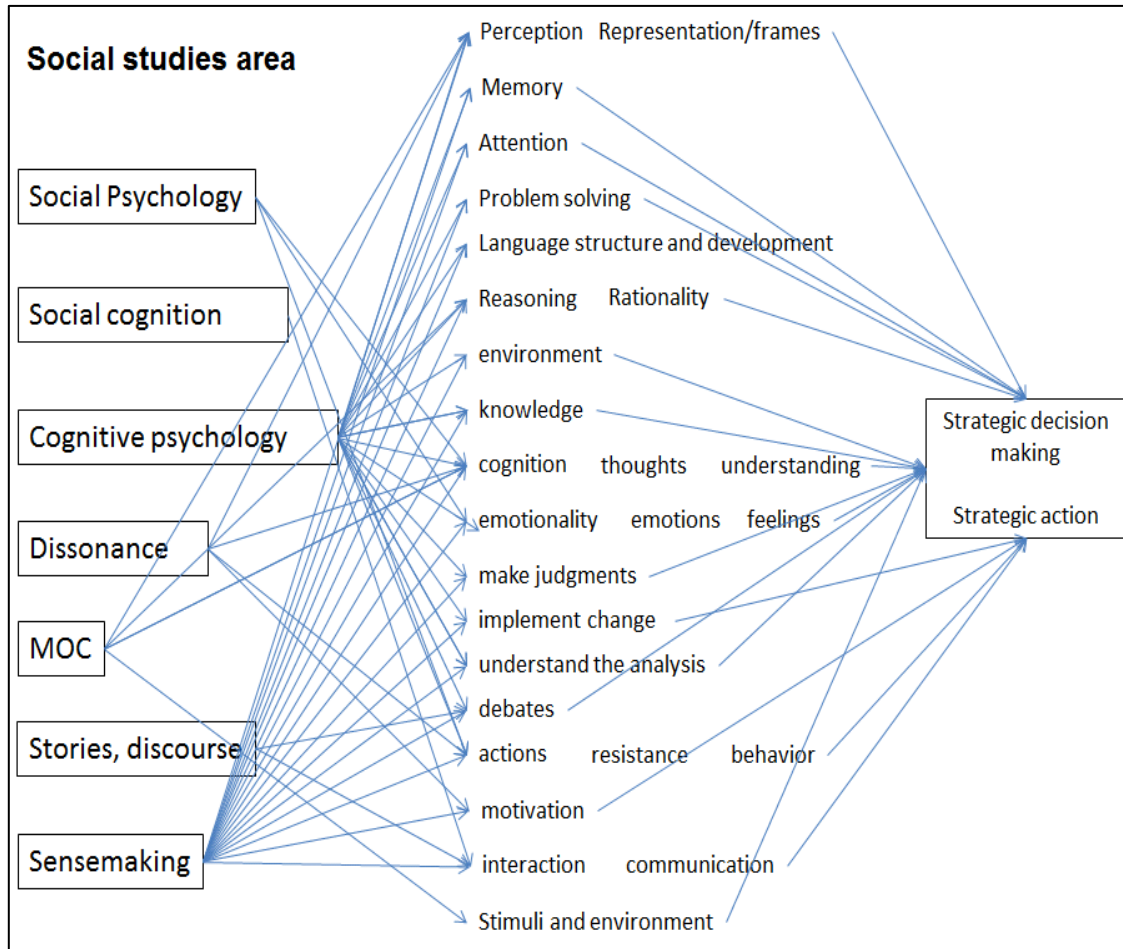 Social studies area
Social Psychology
Social cognition
Cognitive psychology
Dissonance
MOC
Stories, discourse
Sensemaking
Perception Representation/frames
Memory
Attention
Problem solving
Language structure and development
Reasoning Rationality
environment
knowledge
cognition thoughts understanding
emotionality emotions feelings
make judgments
implement change
understand the analysis
debates
actions resistance behavior
motivation
interaction communication
Stimuli and environment
Strategic decision
making
Strategic action